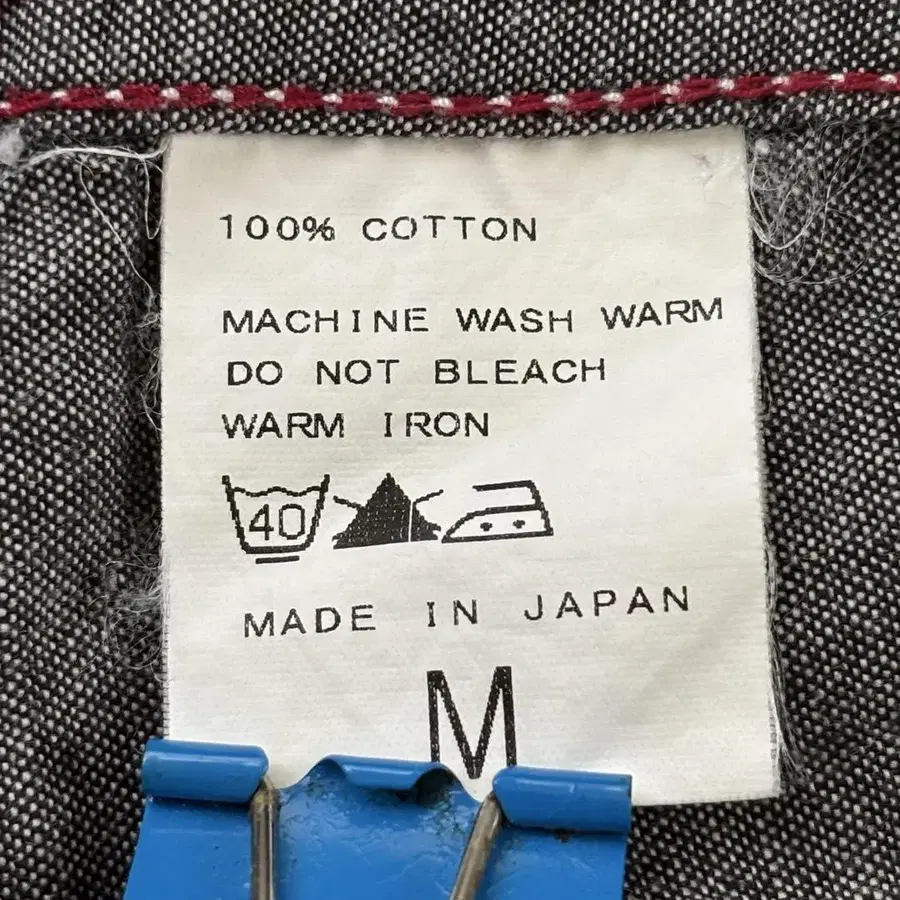 100% COTTON
MACHINE WASH WARM
DO NOT BLEACH
WARM IRON
40
MADE IN JAPAN
M